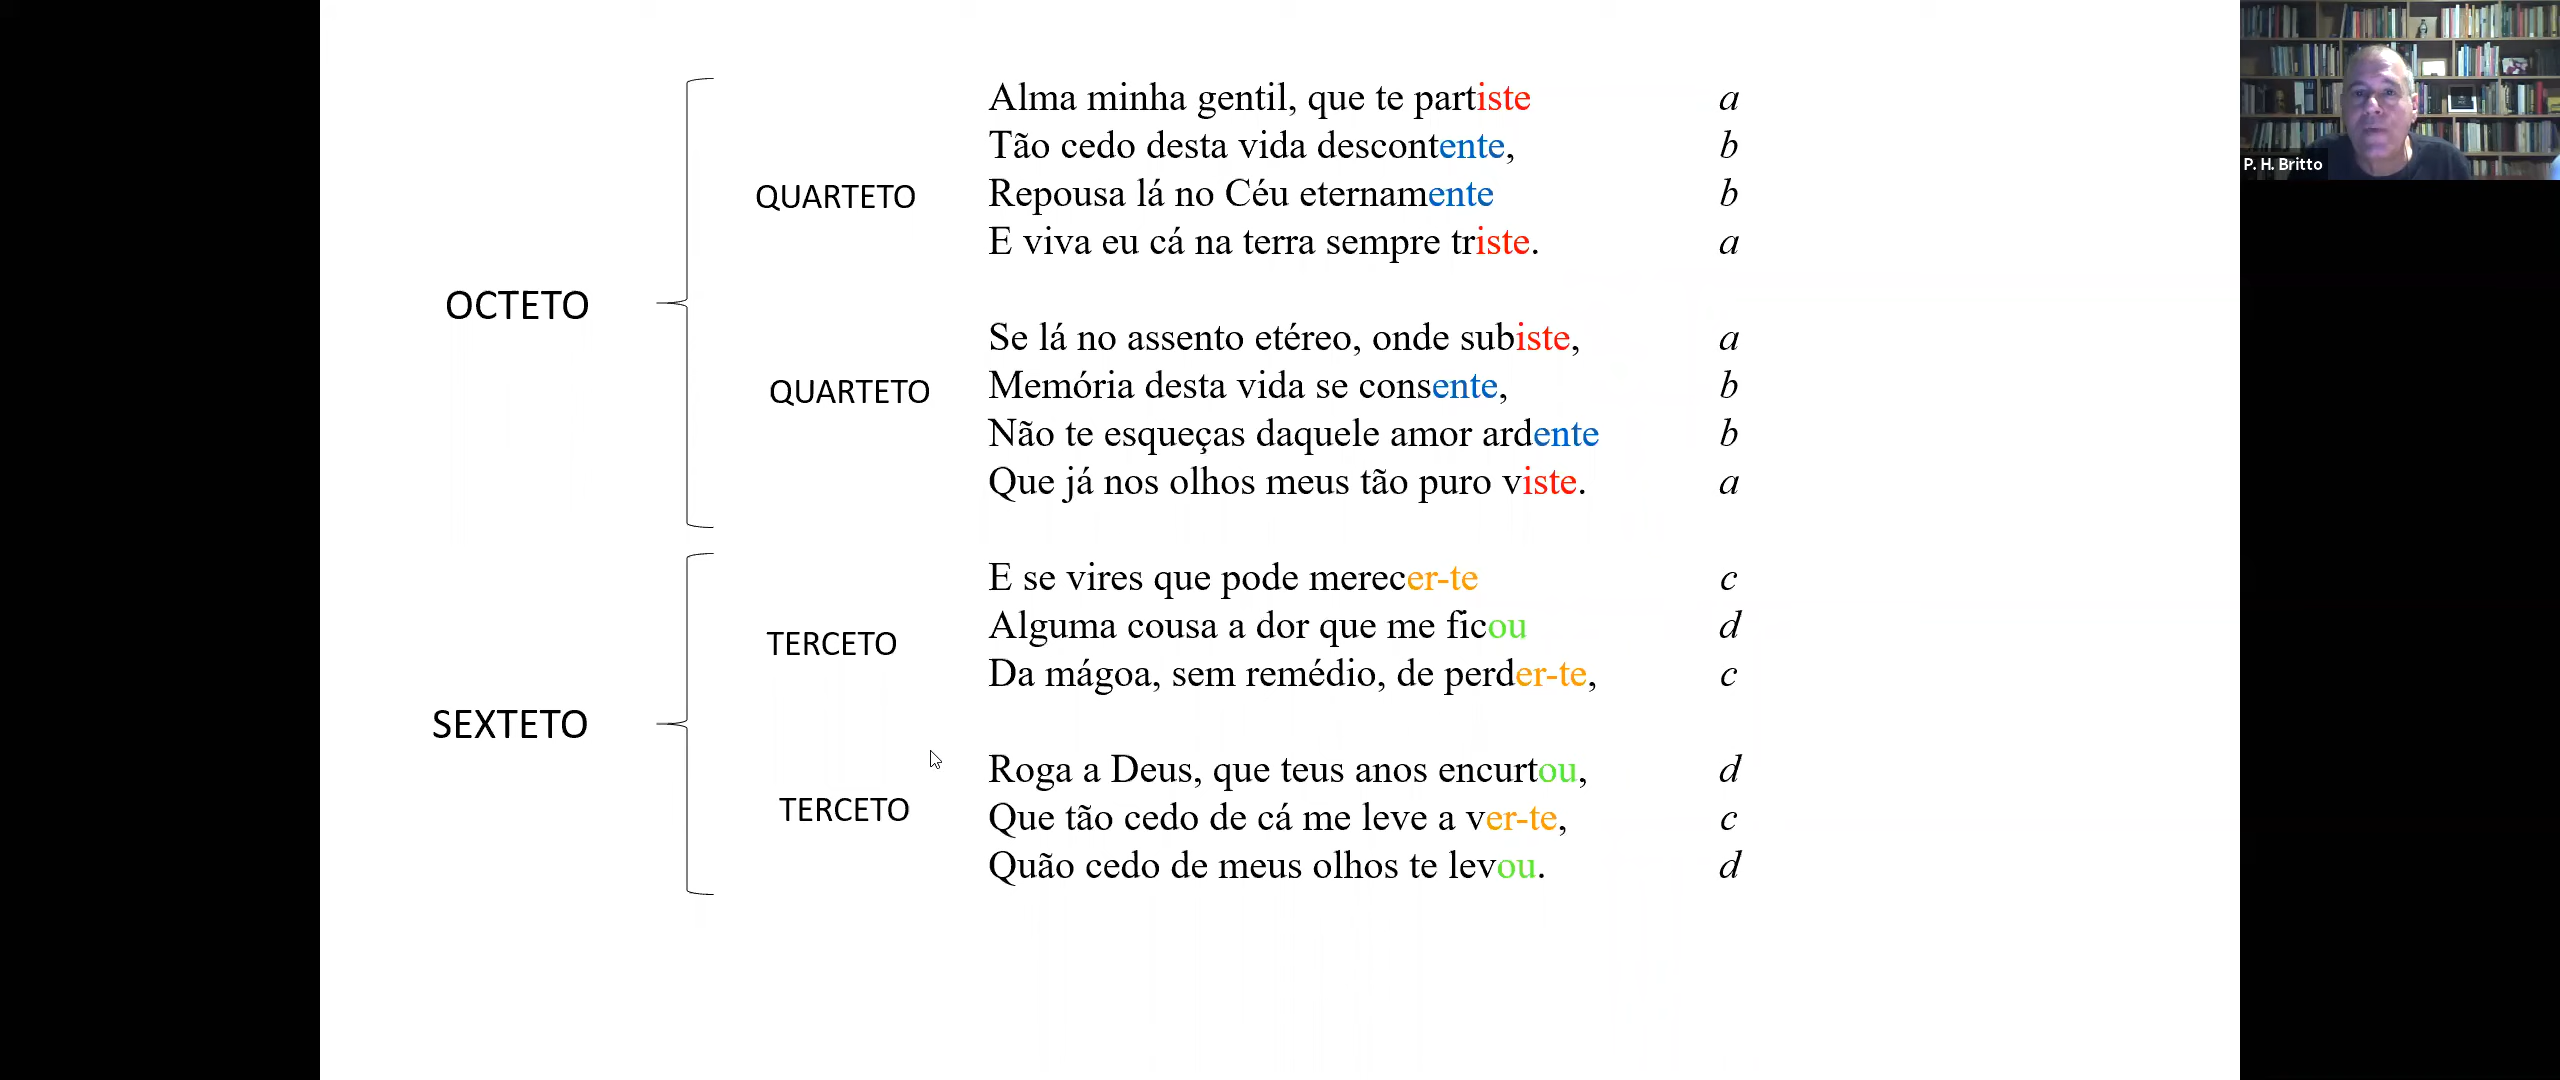 Alma minha gentil, que te partiste a
Tão cedo desta vida descontente, b
QUARTETO
Repousa lá no Céu eternamente b
E viva eu cá na terra sempre triste. a
OCTETO
Se lá no assento etéreo, onde subiste, a
Memória desta vida se consente, b
QUARTETO
Não te esqueças daquele amor ardente b
Que já nos olhos meus tão puro viste. a
E se vires que pode merecer-te c
Alguma cousa a dor que me ficou d
TERCETO
Da mágoa, sem remédio, de perder-te, c
SEXTETO
Roga a Deus, que teus anos encurtou, d
TERCETO
Que tão cedo de cá me leve a ver-te, c
Quão cedo de meus olhos te levou. d
P. H. Britto